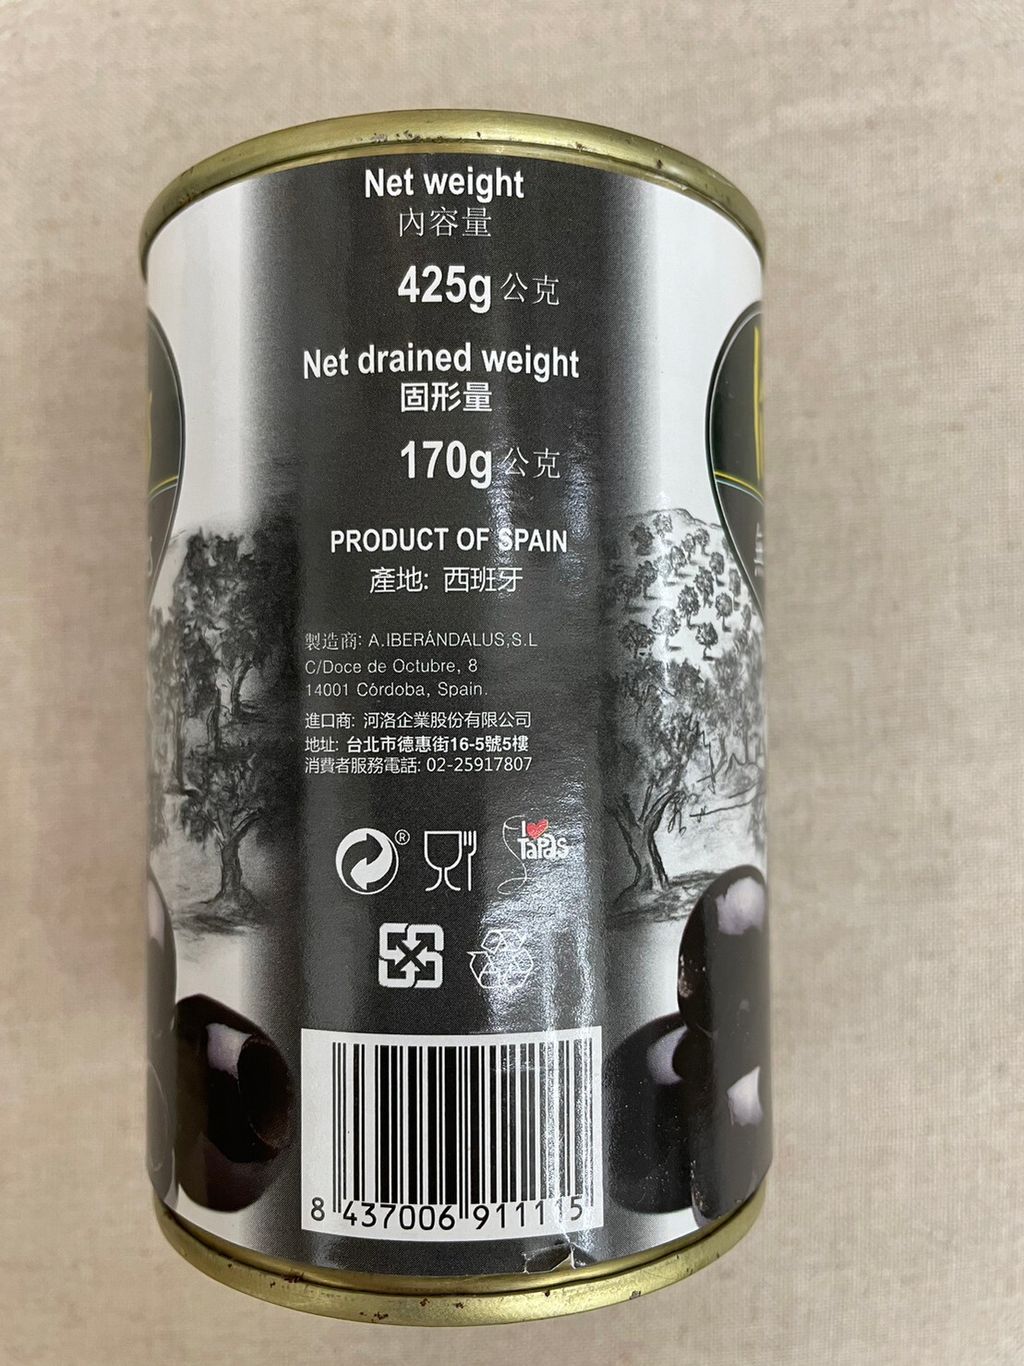 Net weight
內容量
425g 公克
Net drained weight
固形量
170g 公克
PRODUCT OF SPAIN
產地: 西班牙
製造商: A.IBERÁNDALUS,S.L
C/Doce de Octubre, 8
14001 Córdoba, Spain.
進口商: 河洛企業股份有限公司
地址: 台北市德惠街16-5號5樓
消費者服務電話: 02-25917807
®
I
TaPas
8 437006 911115